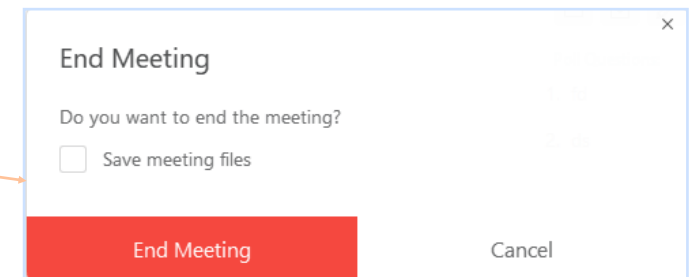 End Meeting
Do you want to end the meeting?
Save meeting files
End Meeting
Cancel